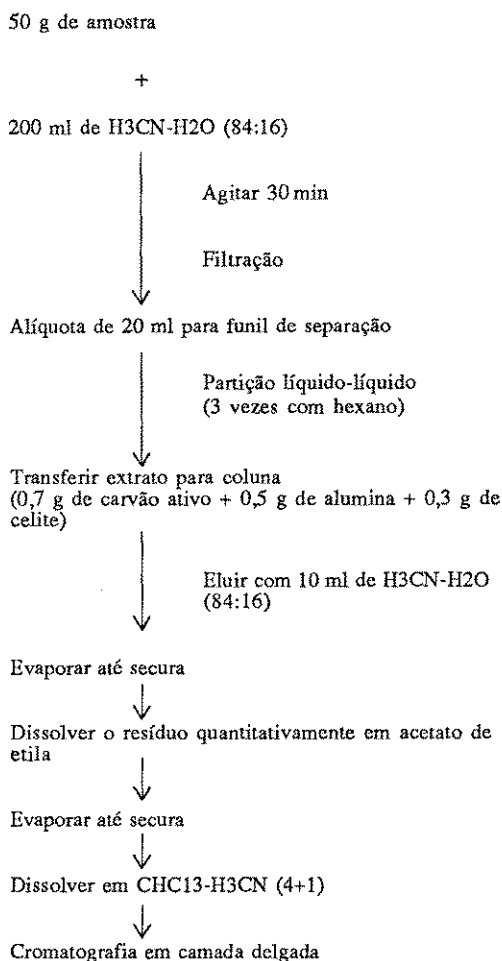 50 g de amostra
+
200 ml de H3CN-H2O (84:16)
Agitar 30 min
Filtração
Alíquota de 20 ml para funil de separação
Partição líquido-líquido
(3 vezes com hexano)
Transferir extrato para coluna
(0,7 g de carvão ativo + 0,5 g de alumina + 0,3 g de
celite)
Eluir com 10 ml de H3CN-H2O
(84:16)
Evaporar até secura
Dissolver o resíduo quantitativamente em acetato de
etila
Evaporar até secura
Dissolver em CHC13-H3CN (4+1)
Cromatografia em camada delgada